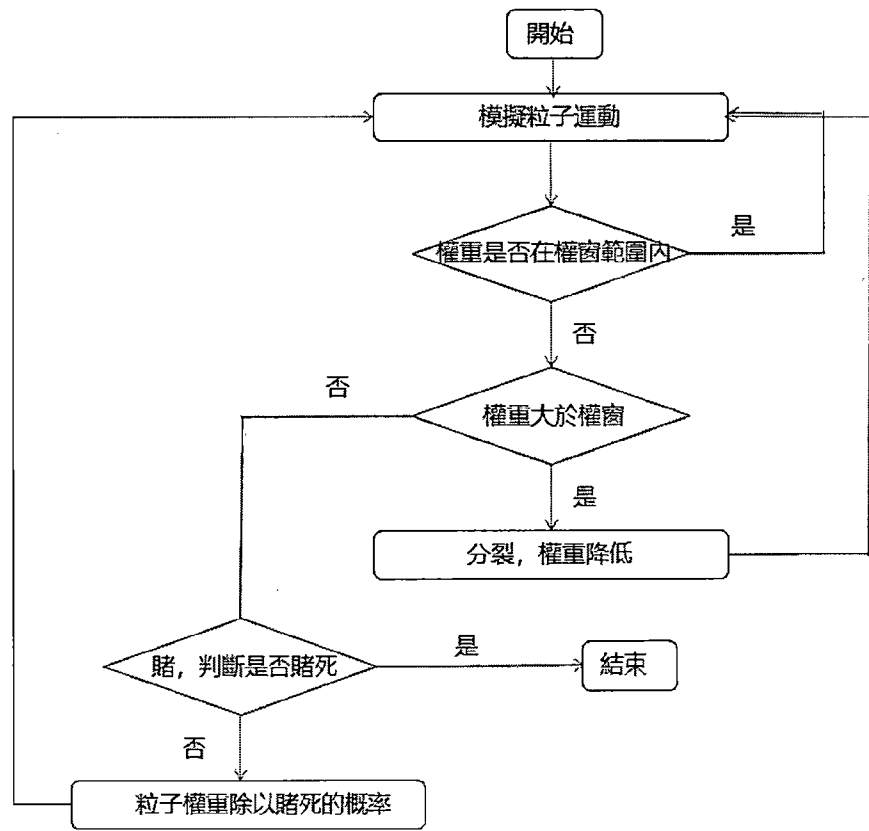 開始
模擬粒子運動
權重是否在權窗範圍內
是
否
權重大於權窗
否
是
分裂，權重降低
賭，判斷是否賭死
是
結束
否
粒子權重除以賭死的概率